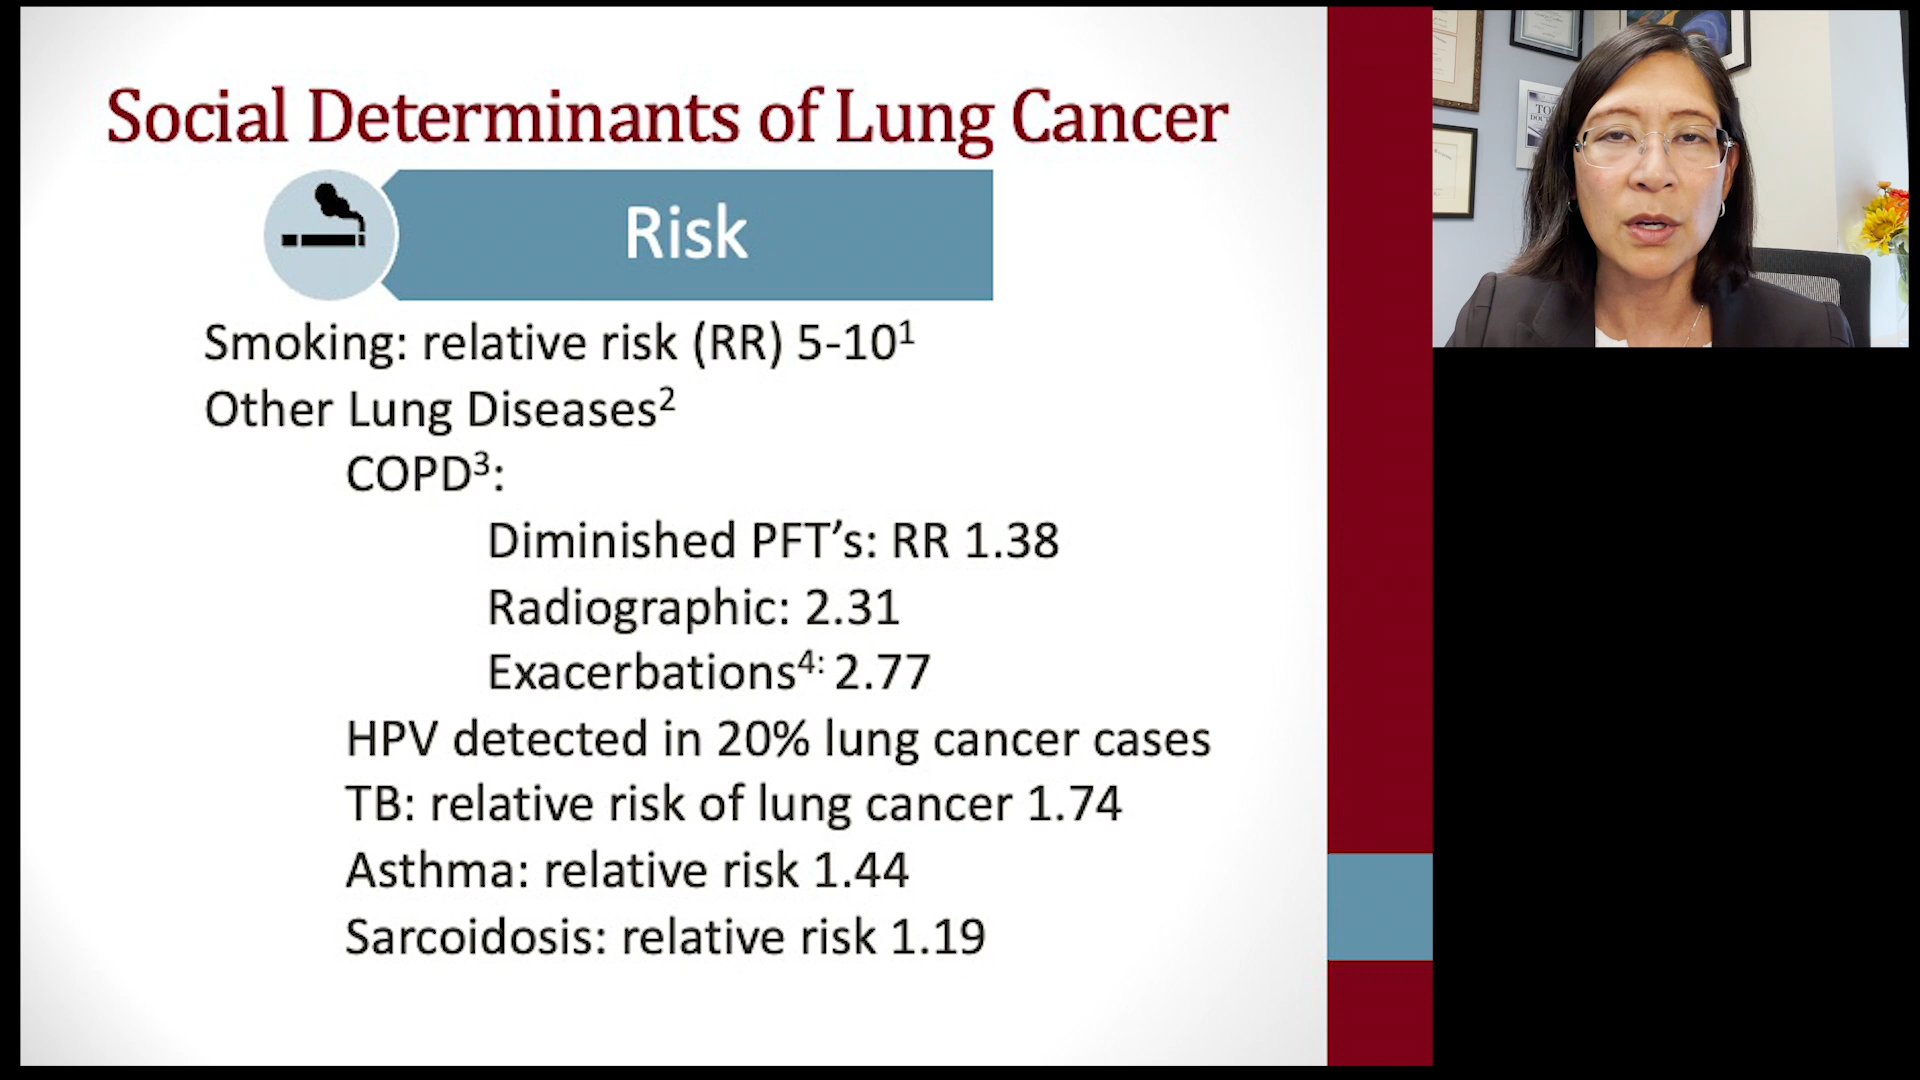 Social Determinants of Lung Cancer
Risk
Smoking: relative risk (RR) 5-10¹
Other Lung Diseases²
COPD³:
Diminished PFT’s: RR 1.38
Radiographic: 2.31
Exacerbations⁴: 2.77
HPV detected in 20% lung cancer cases
TB: relative risk of lung cancer 1.74
Asthma: relative risk 1.44
Sarcoidosis: relative risk 1.19